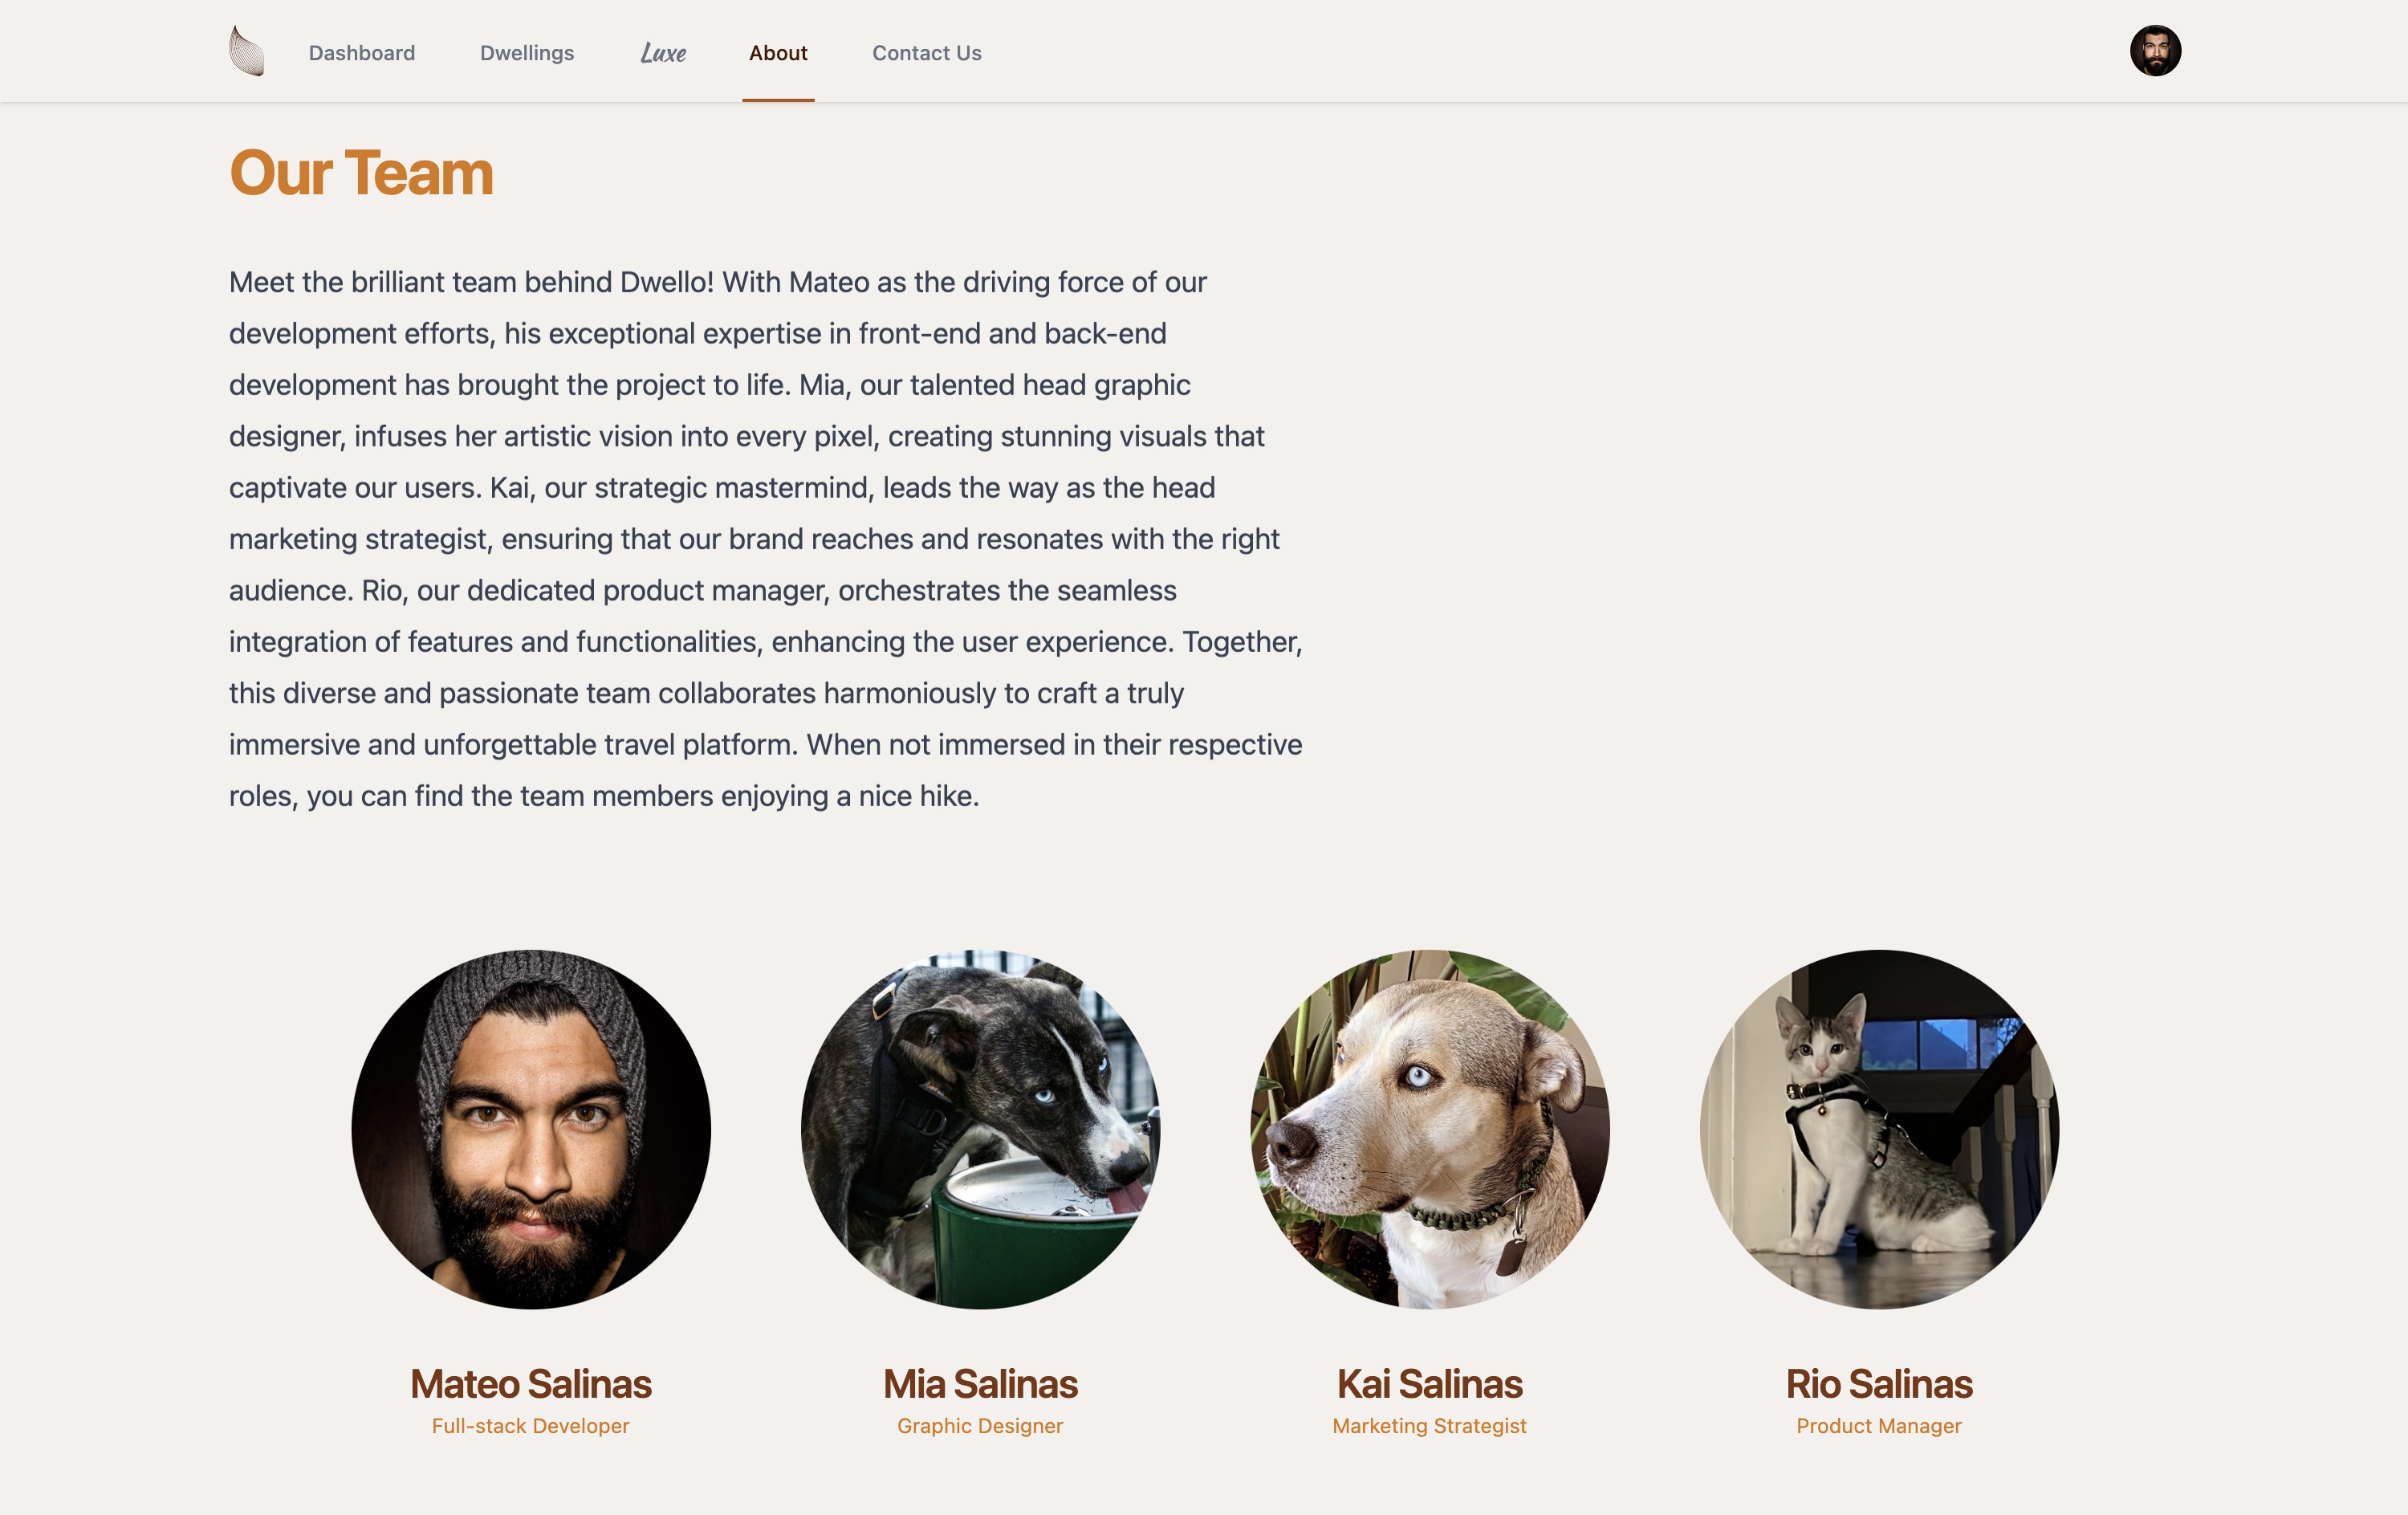 Dashboard
Dwellings
Luxe
About
Contact Us
Our Team
Meet the brilliant team behind Dwello! With Mateo as the driving force of our
development efforts, his exceptional expertise in front-end and back-end
development has brought the project to life. Mia, our talented head graphic
designer, infuses her artistic vision into every pixel, creating stunning visuals that
captivate our users. Kai, our strategic mastermind, leads the way as the head
marketing strategist, ensuring that our brand reaches and resonates with the right
audience. Rio, our dedicated product manager, orchestrates the seamless
integration of features and functionalities, enhancing the user experience. Together,
this diverse and passionate team collaborates harmoniously to craft a truly
immersive and unforgettable travel platform. When not immersed in their respective
roles, you can find the team members enjoying a nice hike.
Mateo Salinas
Full-stack Developer
Mia Salinas
Graphic Designer
Kai Salinas
Marketing Strategist
Rio Salinas
Product Manager